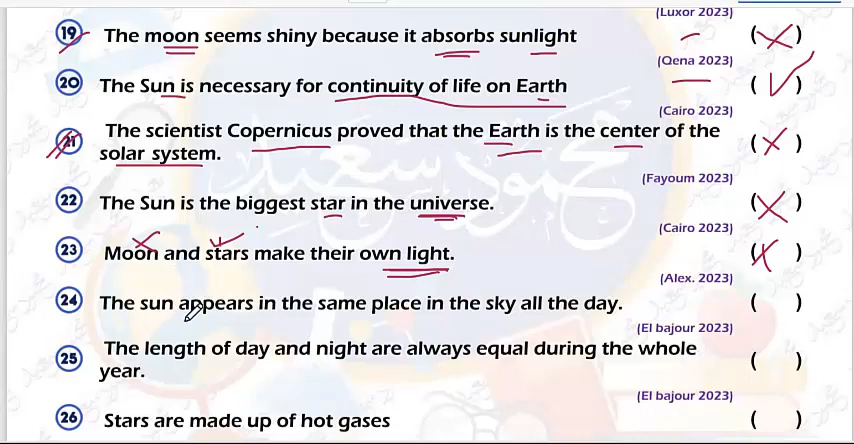 (Luxor 2023)
19 The moon seems shiny because it absorbs sunlight ( )
(Qena 2023)
20 The Sun is necessary for continuity of life on Earth ( )
(Cairo 2023)
21 The scientist Copernicus proved that the Earth is the center of the
solar system. ( )
(Fayoum 2023)
22 The Sun is the biggest star in the universe. ( )
(Cairo 2023)
23 Moon and stars make their own light. ( )
(Alex. 2023)
24 The sun appears in the same place in the sky all the day. ( )
(El bajour 2023)
25 The length of day and night are always equal during the whole
year. ( )
(El bajour 2023)
26 Stars are made up of hot gases ( )
محمود سعيد